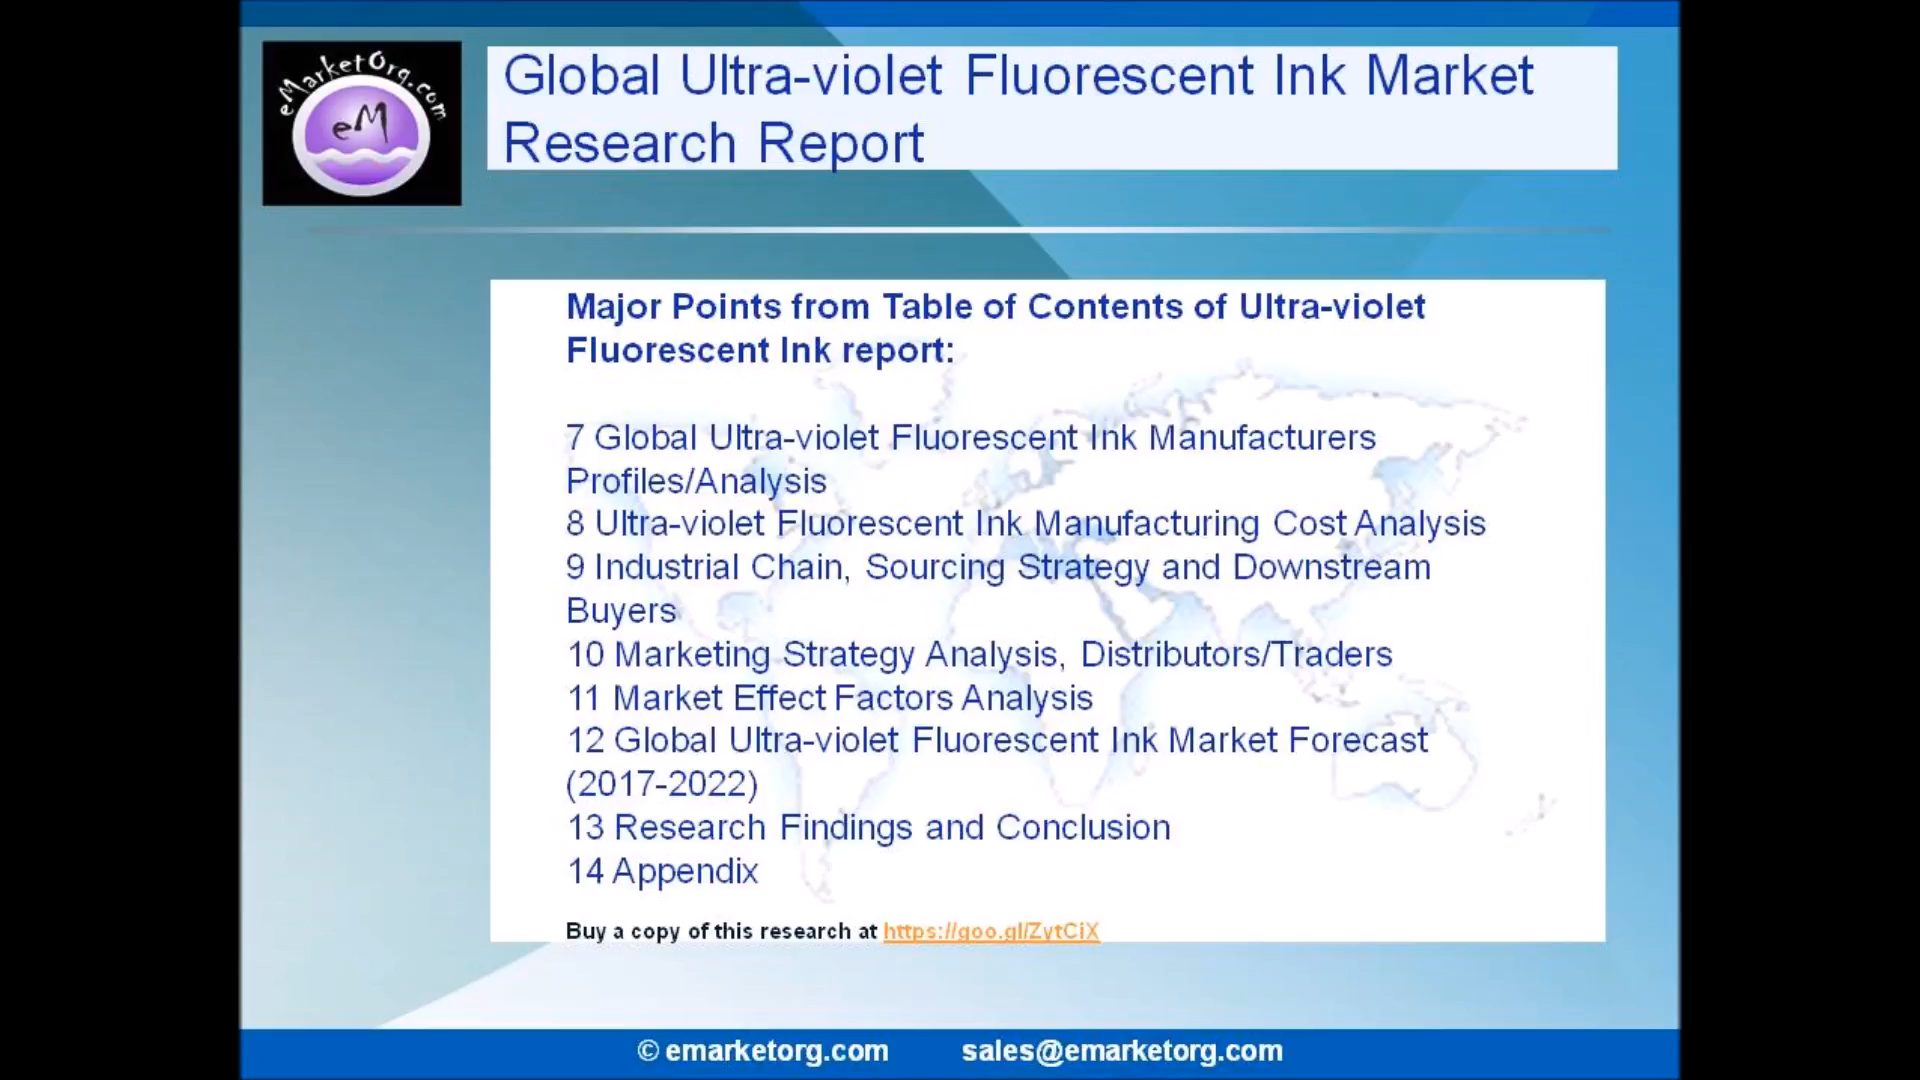 eMarketOrg.com
eM
Global Ultra-violet Fluorescent Ink Market
Research Report
Major Points from Table of Contents of Ultra-violet
Fluorescent Ink report:
7 Global Ultra-violet Fluorescent Ink Manufacturers
Profiles/Analysis
8 Ultra-violet Fluorescent Ink Manufacturing Cost Analysis
9 Industrial Chain, Sourcing Strategy and Downstream
Buyers
10 Marketing Strategy Analysis, Distributors/Traders
11 Market Effect Factors Analysis
12 Global Ultra-violet Fluorescent Ink Market Forecast
(2017-2022)
13 Research Findings and Conclusion
14 Appendix
Buy a copy of this research at https://goo.gl/ZytCiX
© emarketorg.com sales@emarketorg.com